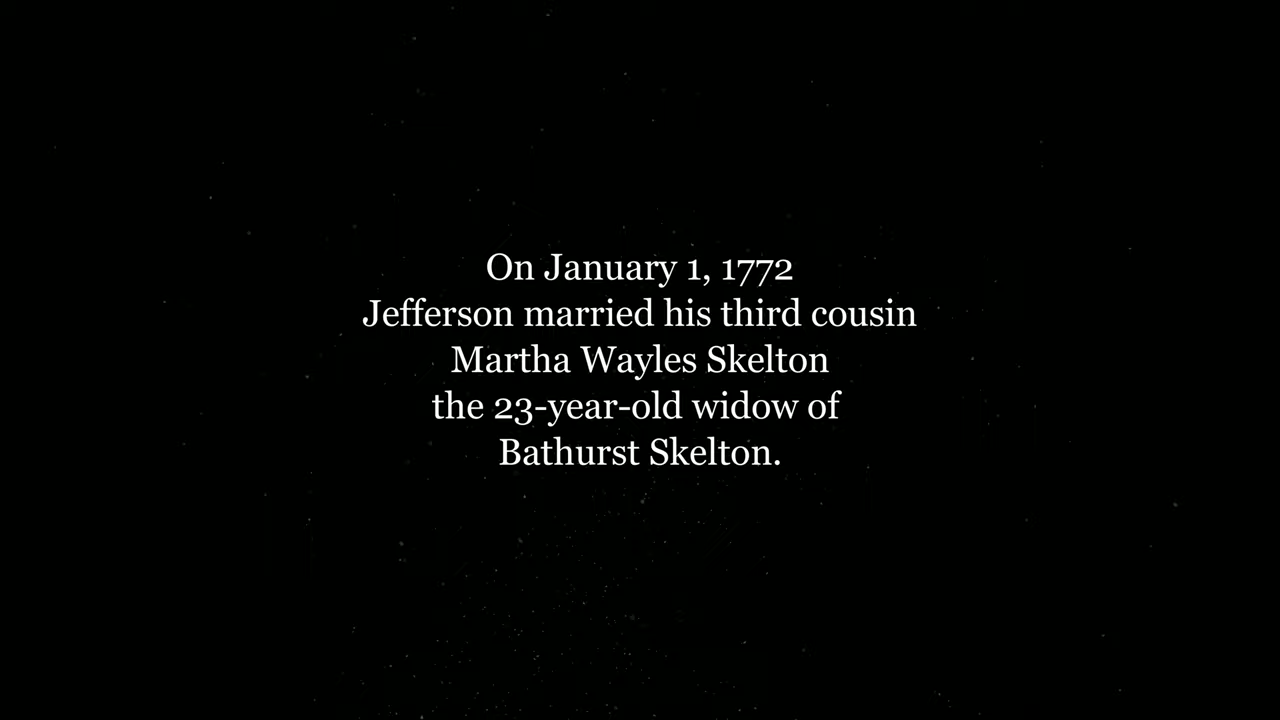 On January 1, 1772
Jefferson married his third cousin
Martha Wayles Skelton
the 23-year-old widow of
Bathurst Skelton.